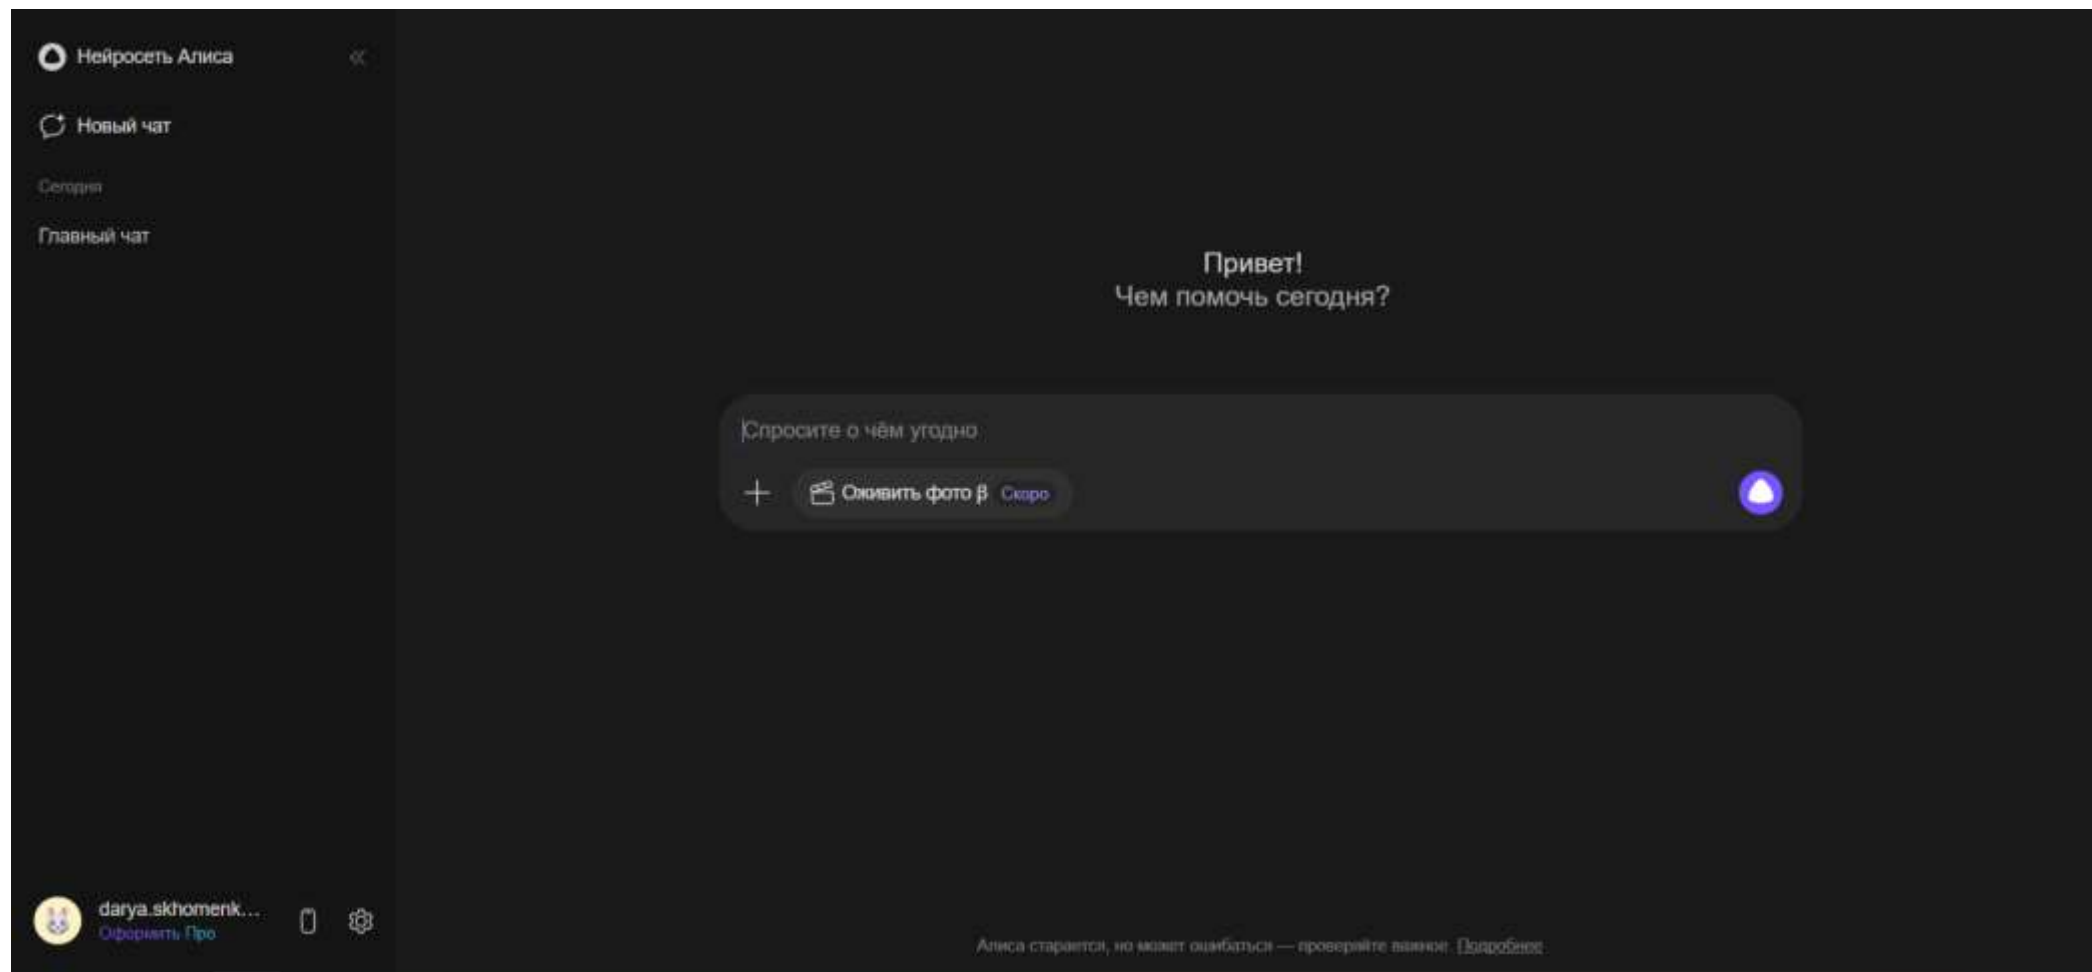 Нейросеть Алиса
Новый чат
Сегодня
Главный чат
Привет!
Чем помочь сегодня?
Спросите о чём угодно
Оживить фото β Скоро
darya.skhomenk...
Оформить Про
Алиса старается, но может ошибаться — проверяйте важное. Подробнее